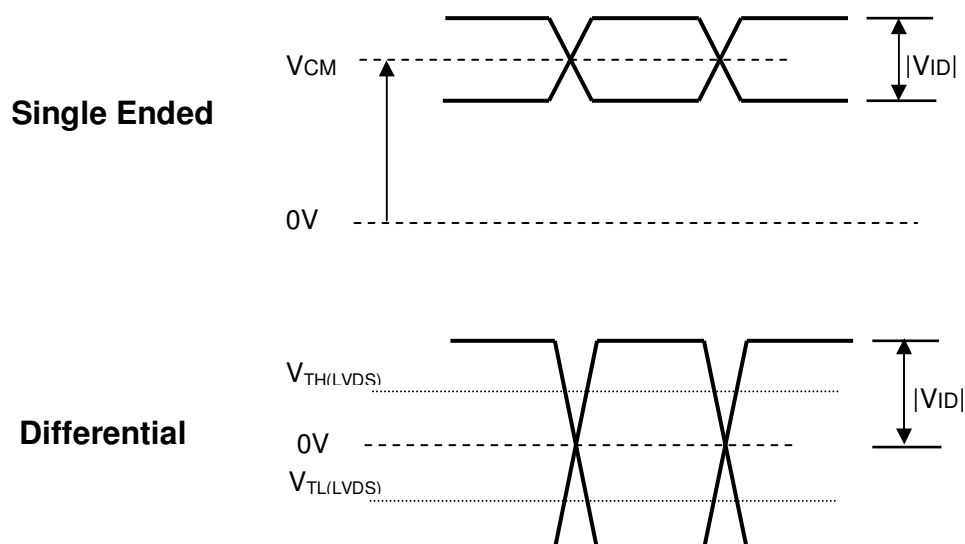 VCM
|VID|
Single Ended
0V
VTH(LVDS)
|VID|
Differential
0V
VTL(LVDS)